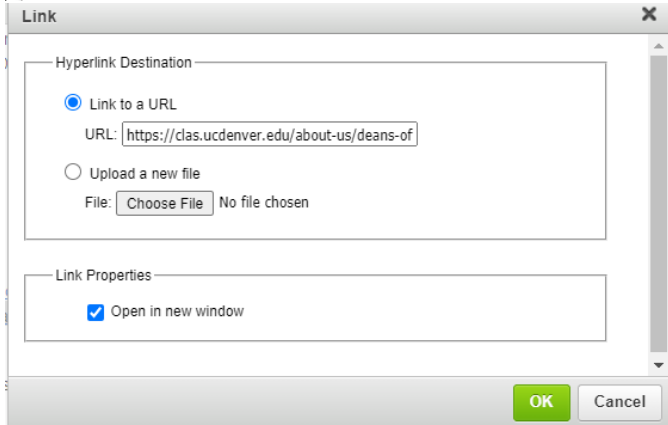 Link
Hyperlink Destination
Link to a URL
URL: https://clas.ucdenver.edu/about-us/deans-of
Upload a new file
File: Choose File No file chosen
Link Properties
Open in new window
OK Cancel